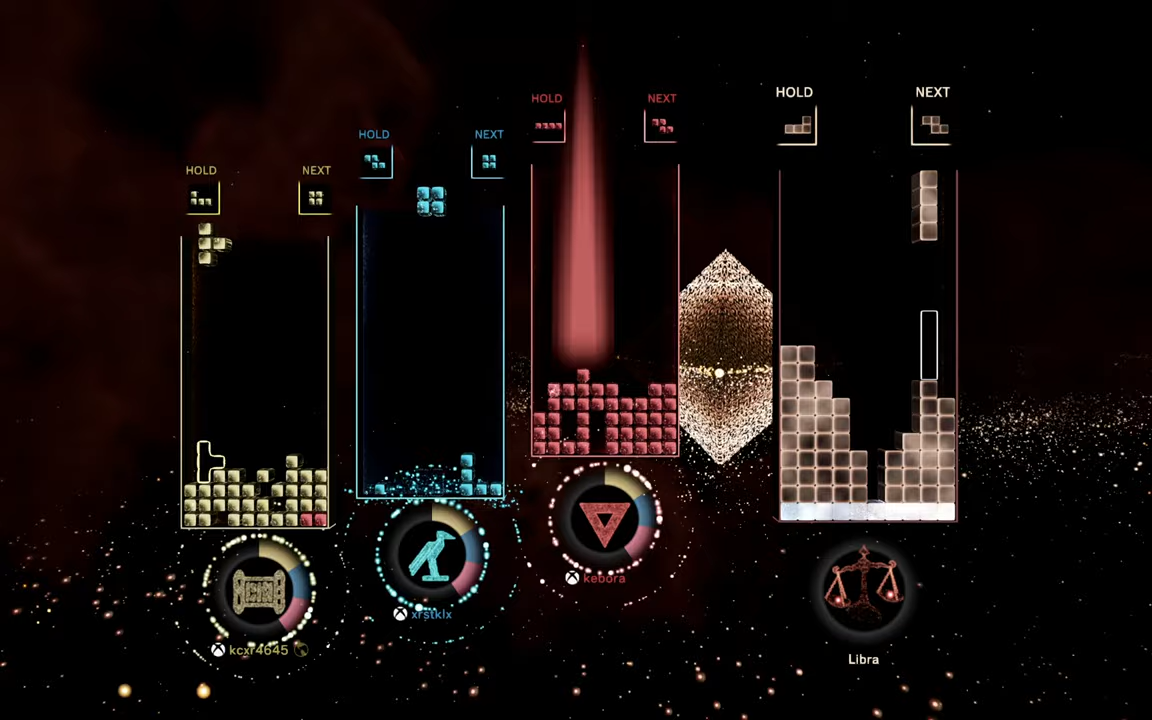 HOLD NEXT
kcxr4645
HOLD NEXT
xrstklx
HOLD NEXT
kebora
HOLD NEXT
Libra